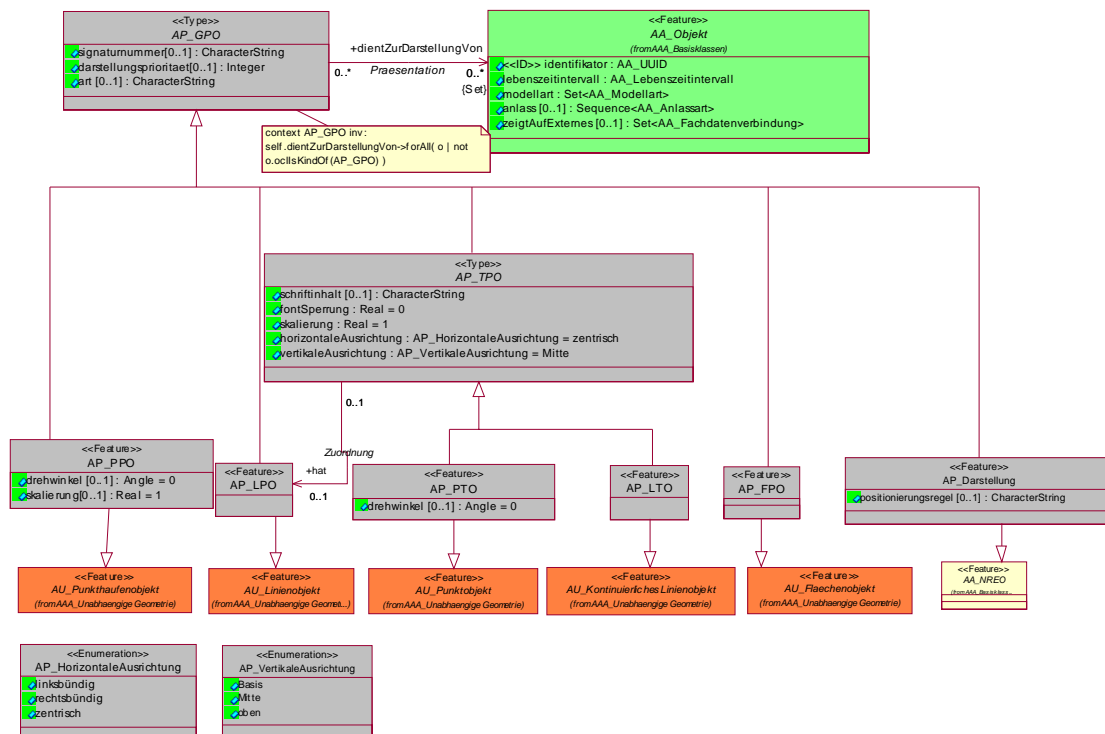 <<Type>>
AP_GPO
signaturnummer[0..1] : CharacterString
darstellungsprioritaet[0..1] : Integer
art [0..1] : CharacterString
+dientZurDarstellungVon
0..*
Praesentation
0..*
{Set}
<<Feature>>
AA_Objekt
(fromAAA_Basisklassen)
<<ID>> identifikator : AA_UUID
lebenszeitintervall : AA_Lebenszeitintervall
modellart : Set<AA_Modellart>
anlass [0..1] : Sequence<AA_Anlassart>
zeigtAufExternes [0..1] : Set<AA_Fachdatenverbindung>
context AP_GPO inv:
self.dientZurDarstellungVon->forAll( o | not
o.oclIsKindOf(AP_GPO) )
<<Type>>
AP_TPO
schriftinhalt [0..1] : CharacterString
fontSperrung : Real = 0
skalierung : Real = 1
horizontaleAusrichtung : AP_HorizontaleAusrichtung = zentrisch
vertikaleAusrichtung : AP_VertikaleAusrichtung = Mitte
0..1
Zuordnung
+hat
0..1
<<Feature>>
AP_PPO
drehwinkel [0..1] : Angle = 0
skalierung[0..1] : Real = 1
<<Feature>>
AP_LPO
<<Feature>>
AP_PTO
drehwinkel [0..1] : Angle = 0
<<Feature>>
AP_LTO
<<Feature>>
AP_FPO
<<Feature>>
AP_Darstellung
positionierungsregel [0..1] : CharacterString
<<Feature>>
AU_Punkthaufenobjekt
(fromAAA_Unabhaengige Geometrie)
<<Feature>>
AU_Linienobjekt
(fromAAA_Unabhaengige Geomet...)
<<Feature>>
AU_Punktobjekt
(fromAAA_Unabhaengige Geometrie)
<<Feature>>
AU_KontinuierlichesLinienobjekt
(fromAAA_Unabhaengige Geometrie)
<<Feature>>
AU_Flaechenobjekt
(fromAAA_Unabhaengige Geometrie)
<<Feature>>
AA_NREO
(fromAAA_Basisklass...
<<Enumeration>>
AP_HorizontaleAusrichtung
linksbündig
rechtsbündig
zentrisch
<<Enumeration>>
AP_VertikaleAusrichtung
Basis
Mitte
oben